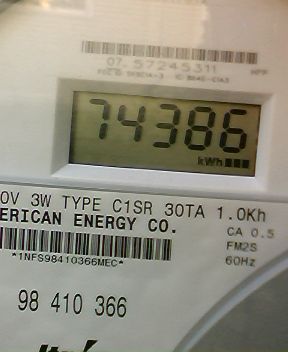 07. 57245311
74386
kWh
0V 3W TYPE C1SR 30TA 1.0Kh
ERICAN ENERGY CO.
CA 0.5
FM2S
*1NFS98410366MEC*
60Hz
98 410 366